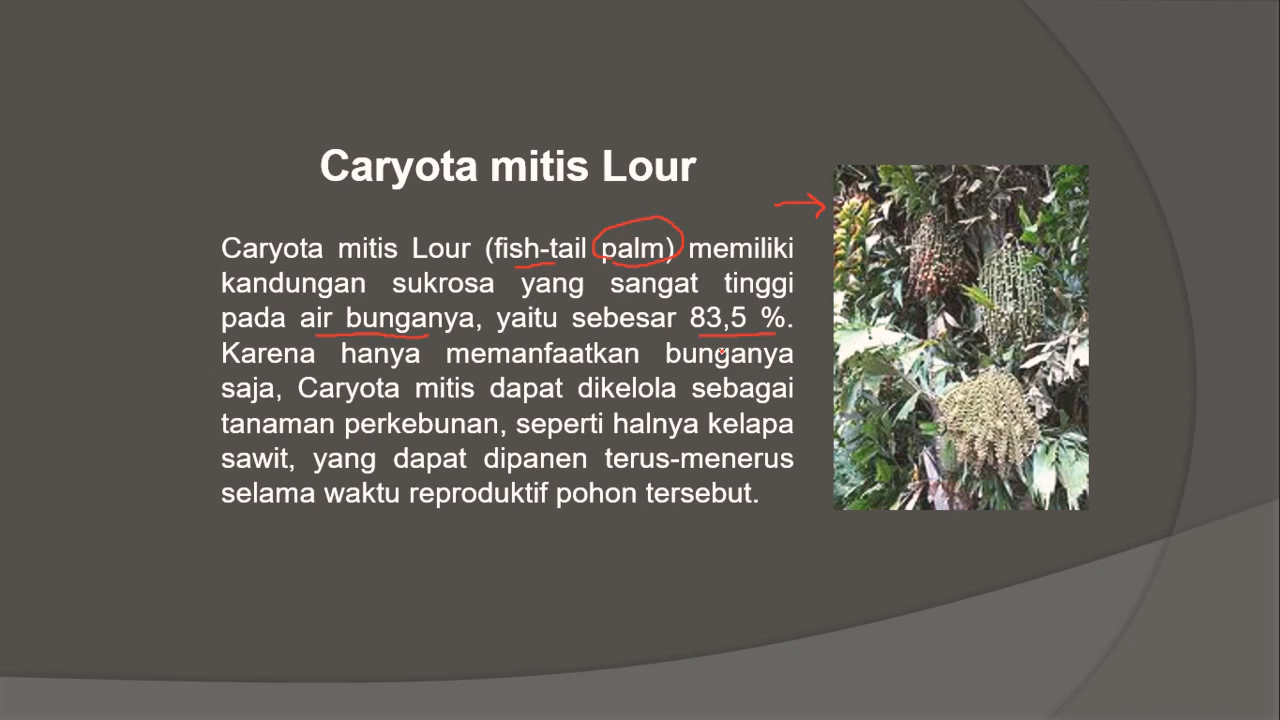 Caryota mitis Lour
Caryota mitis Lour (fish-tail palm) memiliki
kandungan sukrosa yang sangat tinggi
pada air bunganya, yaitu sebesar 83,5 %.
Karena hanya memanfaatkan bunganya
saja, Caryota mitis dapat dikelola sebagai
tanaman perkebunan, seperti halnya kelapa
sawit, yang dapat dipanen terus-menerus
selama waktu reproduktif pohon tersebut.